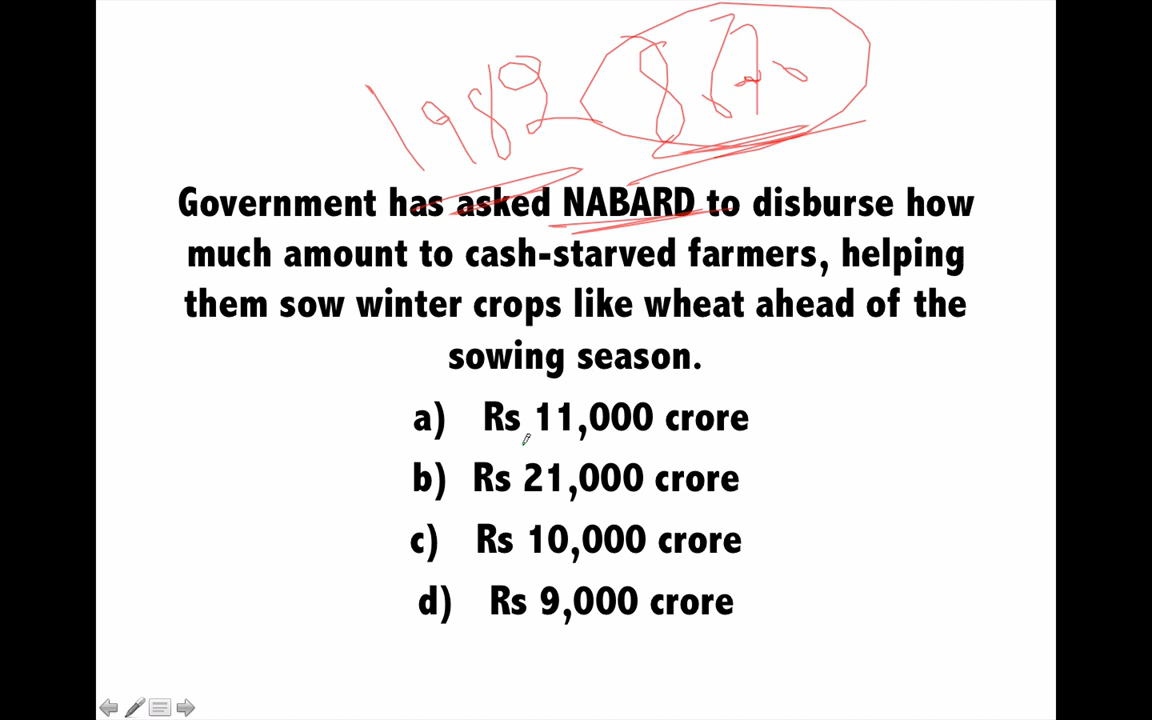 1982
Government has asked NABARD to disburse how
much amount to cash-starved farmers, helping
them sow winter crops like wheat ahead of the
sowing season.
a) Rs 11,000 crore
b) Rs 21,000 crore
c) Rs 10,000 crore
d) Rs 9,000 crore